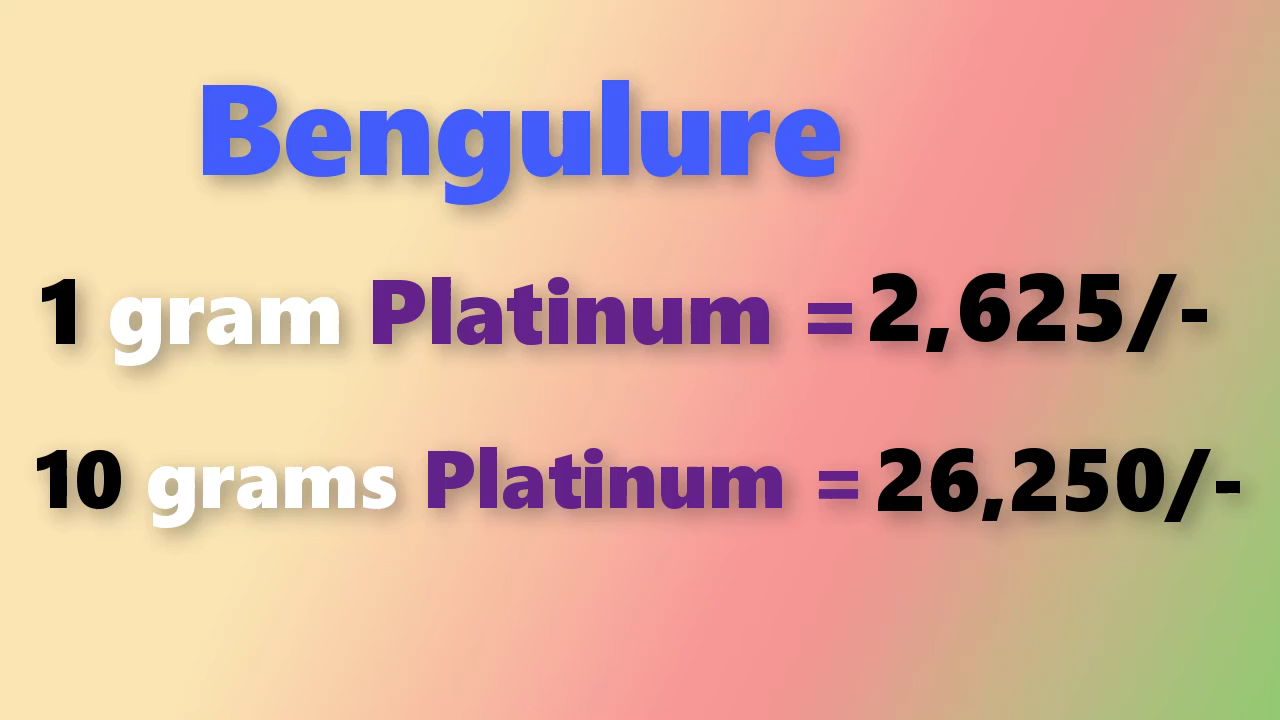 Bengulure
1 gram Platinum = 2,625/-
10 grams Platinum = 26,250/-